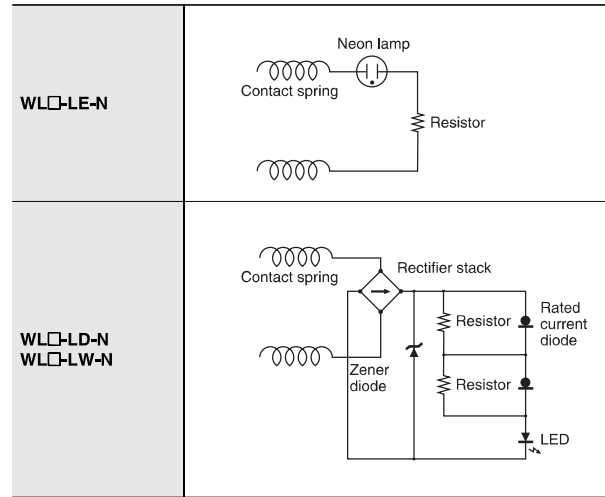 WL□-LE-N
Neon lamp
Contact spring
Resistor
WL□-LD-N
WL□-LW-N
Contact spring
Rectifier stack
Zener
diode
Resistor
Rated
current
diode
Resistor
LED